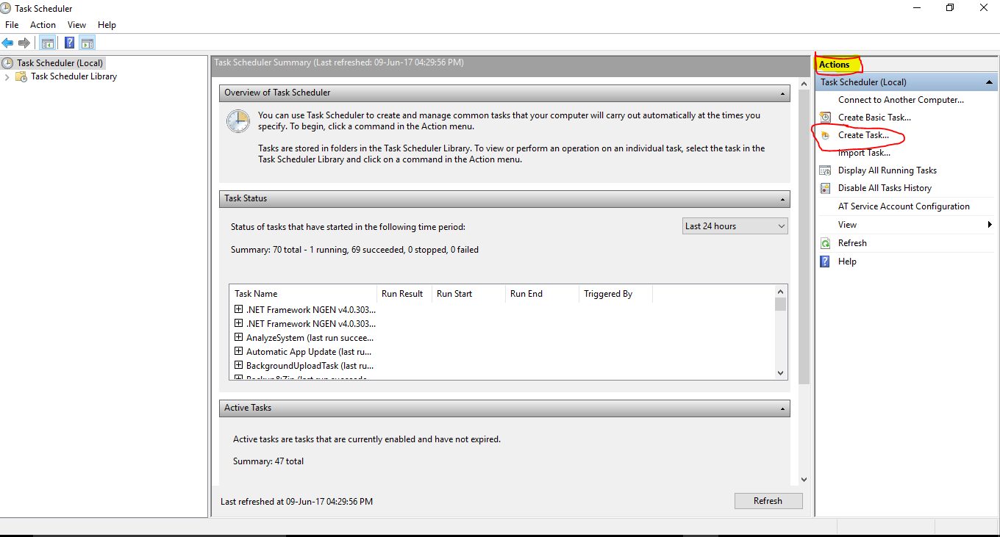 Task Scheduler
File Action View Help
Task Scheduler (Local)
Task Scheduler Library
Task Scheduler Summary (Last refreshed: 09-Jun-17 04:29:56 PM)
Overview of Task Scheduler
You can use Task Scheduler to create and manage common tasks that your computer will carry out automatically at the times you
specify. To begin, click a command in the Action menu.
Tasks are stored in folders in the Task Scheduler Library. To view or perform an operation on an individual task, select the task in the
Task Scheduler Library and click on a command in the Action menu.
Task Status
Status of tasks that have started in the following time period:
Last 24 hours
Summary: 70 total - 1 running, 69 succeeded, 0 stopped, 0 failed
Task Name Run Result Run Start Run End Triggered By
.NET Framework NGEN v4.0.303...
.NET Framework NGEN v4.0.303...
AnalyzeSystem (last run succee...
Automatic App Update (last ru...
BackgroundUploadTask (last ru...
Backup&Zip (last run succeede...
Active Tasks
Active tasks are tasks that are currently enabled and have not expired.
Summary: 47 total
Last refreshed at 09-Jun-17 04:29:56 PM
Refresh
Actions
Task Scheduler (Local)
Connect to Another Computer...
Create Basic Task...
Create Task...
Import Task...
Display All Running Tasks
Disable All Tasks History
AT Service Account Configuration
View
Refresh
Help